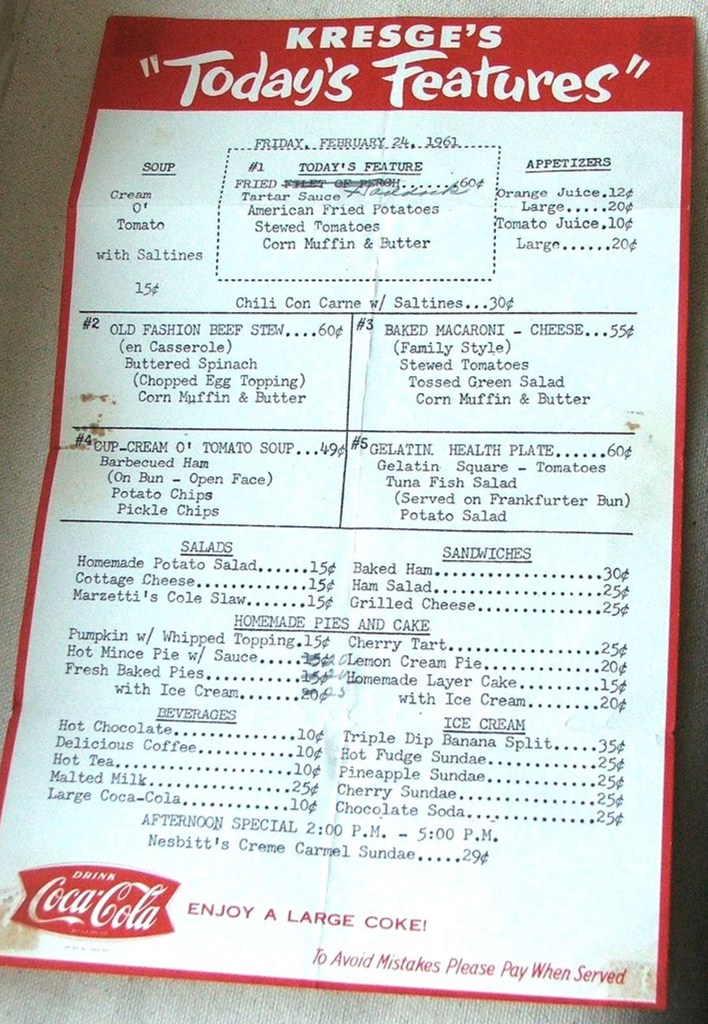 KRESGE'S
"Today's Features"
FRIDAY, FEBRUARY 24, 1961
SOUP
Cream
O'
Tomato
with Saltines
15¢
#1 TODAY'S FEATURE
FRIED FILET OF PERCH.......60¢
Tartar Sauce Haddock
American Fried Potatoes
Stewed Tomatoes
Corn Muffin & Butter
APPETIZERS
Orange Juice.12¢
Large.....20¢
Tomato Juice.10¢
Large.....20¢
Chili Con Carne w/ Saltines...30¢
#2 OLD FASHION BEEF STEW....60¢
(en Casserole)
Buttered Spinach
(Chopped Egg Topping)
Corn Muffin & Butter
#3 BAKED MACARONI - CHEESE...55¢
(Family Style)
Stewed Tomatoes
Tossed Green Salad
Corn Muffin & Butter
#4 CUP-CREAM O' TOMATO SOUP...49¢
Barbecued Ham
(On Bun - Open Face)
Potato Chips
Pickle Chips
#5 GELATIN HEALTH PLATE......60¢
Gelatin Square - Tomatoes
Tuna Fish Salad
(Served on Frankfurter Bun)
Potato Salad
SALADS
Homemade Potato Salad......15¢
Cottage Cheese.............15¢
Marzetti's Cole Slaw.......15¢
SANDWICHES
Baked Ham....................30¢
Ham Salad....................25¢
Grilled Cheese...............25¢
HOMEMADE PIES AND CAKE
Pumpkin w/ Whipped Topping.15¢
Hot Mince Pie w/ Sauce.....15¢ 20
Fresh Baked Pies...........15¢ 20
with Ice Cream.....20¢ 25
Cherry Tart..................25¢
Lemon Cream Pie..............20¢
Homemade Layer Cake..........15¢
with Ice Cream.......20¢
BEVERAGES
Hot Chocolate..............10¢
Delicious Coffee...........10¢
Hot Tea....................10¢
Malted Milk................25¢
Large Coca-Cola............10¢
ICE CREAM
Triple Dip Banana Split.....35¢
Hot Fudge Sundae............25¢
Pineapple Sundae............25¢
Cherry Sundae...............25¢
Chocolate Soda..............25¢
AFTERNOON SPECIAL 2:00 P.M. - 5:00 P.M.
Nesbitt's Creme Carmel Sundae.....29¢
DRINK
Coca-Cola
ENJOY A LARGE COKE!
To Avoid Mistakes Please Pay When Served